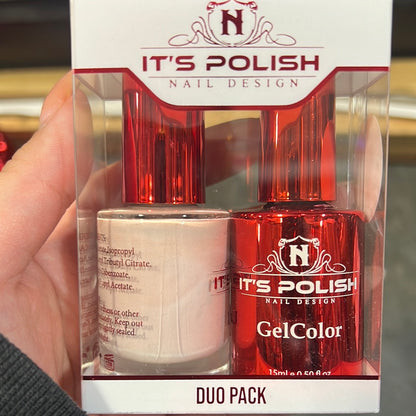 N
IT'S POLISH
NAIL DESIGN
Isopropyl
Tributyl Citrate,
Acetate.
or other
Keep out
sealed
N
IT'S POLISH
NAIL DESIGN
GelColor
15ml e 0.50 fl oz
DUO PACK